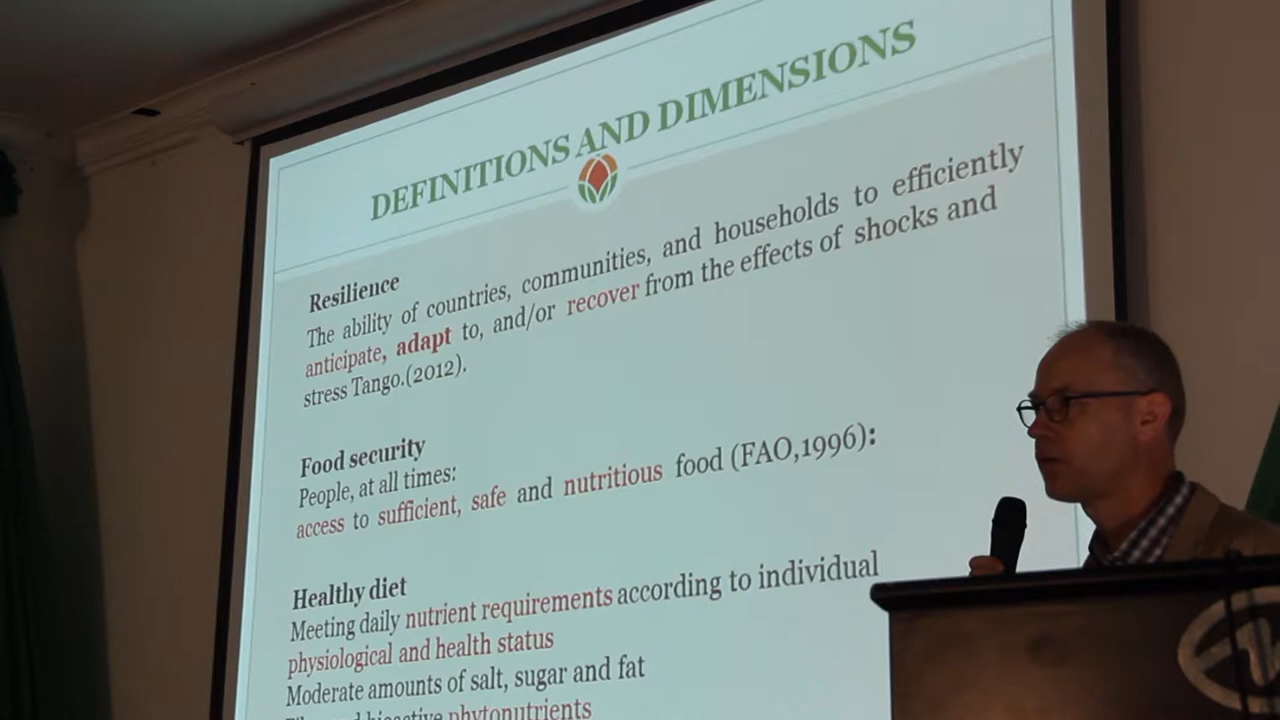 DEFINITIONS AND DIMENSIONS
Resilience
The ability of countries, communities, and households to efficiently
anticipate, adapt to, and/or recover from the effects of shocks and
stress Tango.(2012).
Food security
People, at all times:
access to sufficient, safe and nutritious food (FAO,1996):
Healthy diet
Meeting daily nutrient requirements according to individual
physiological and health status
Moderate amounts of salt, sugar and fat
and bioactive phytonutrients